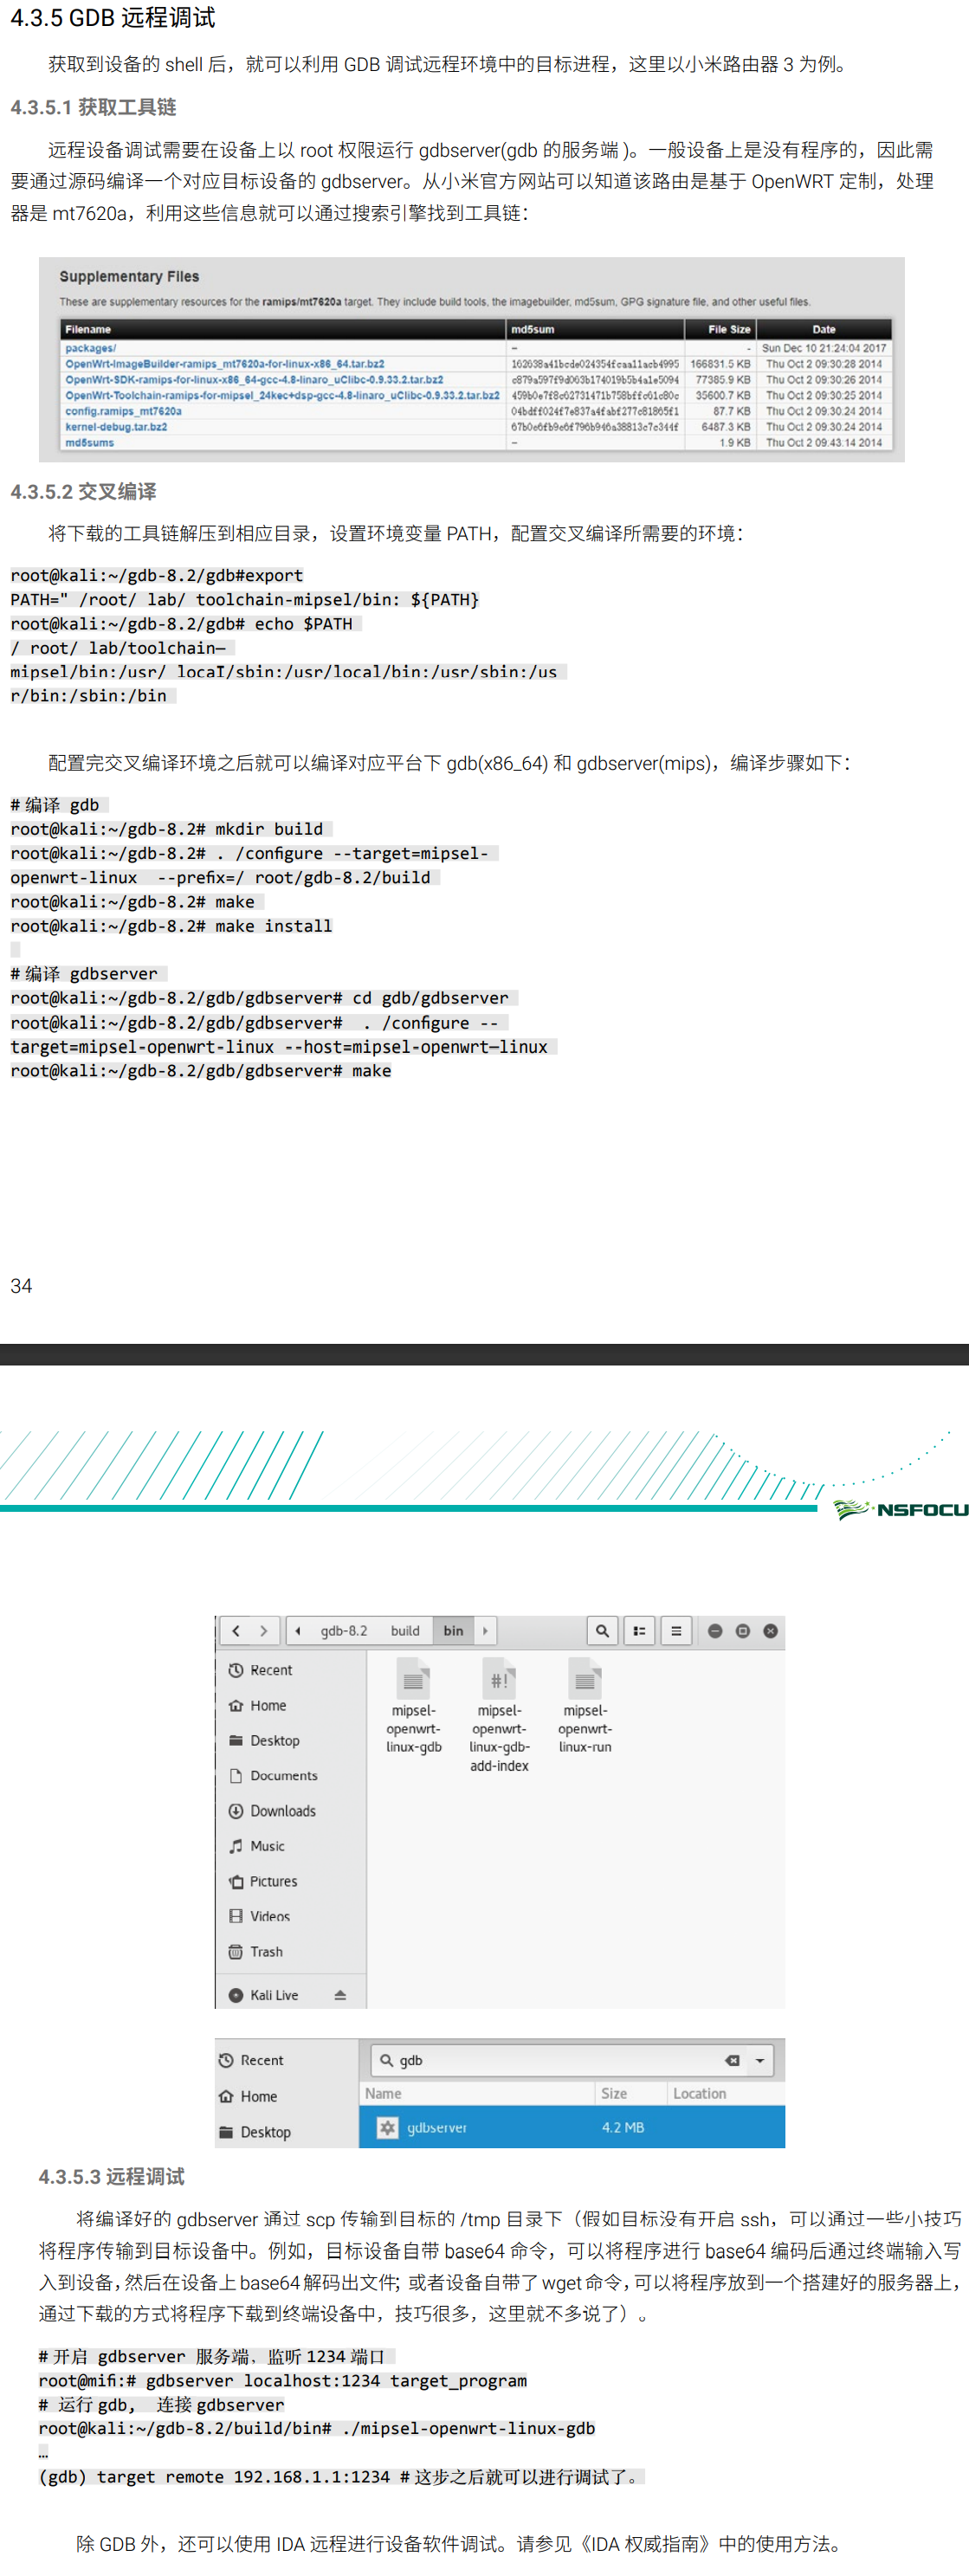 4.3.5 GDB 远程调试
获取到设备的 shell 后，就可以利用 GDB 调试远程环境中的目标进程，这里以小米路由器 3 为例。
4.3.5.1 获取工具链
远程设备调试需要在设备上以 root 权限运行 gdbserver(gdb 的服务端 )。一般设备上是没有程序的，因此需
要通过源码编译一个对应目标设备的 gdbserver。从小米官方网站可以知道该路由是基于 OpenWRT 定制，处理
器是 mt7620a，利用这些信息就可以通过搜索引擎找到工具链：
Supplementary Files
These are supplementary resources for the ramips/mt7620a target. They include build tools, the imagebuilder, md5sum, GPG signature file, and other useful files.
Filename md5sum File Size Date
packages/ - - Sun Dec 10 21:24:04 2017
OpenWrt-ImageBuilder-ramips_mt7620a-for-linux-x86_64.tar.bz2 166831.5 KB Thu Oct 2 09:30:28 2014
OpenWrt-SDK-ramips-for-linux-x86_64-gcc-4.8-linaro_uClibc-0.9.33.2.tar.bz2 77385.9 KB Thu Oct 2 09:30:26 2014
OpenWrt-Toolchain-ramips-for-mipsel_24kec+dsp-gcc-4.8-linaro_uClibc-0.9.33.2.tar.bz2 35600.7 KB Thu Oct 2 09:30:25 2014
config.ramips_mt7620a 87.7 KB Thu Oct 2 09:30:24 2014
kernel-debug.tar.bz2 6487.3 KB Thu Oct 2 09:30:24 2014
md5sums - 1.9 KB Thu Oct 2 09:43:14 2014
4.3.5.2 交叉编译
将下载的工具链解压到相应目录，设置环境变量 PATH，配置交叉编译所需要的环境：
root@kali:~/gdb-8.2/gdb#export
PATH=" /root/ lab/ toolchain-mipsel/bin: ${PATH}
root@kali:~/gdb-8.2/gdb# echo $PATH
/ root/ lab/toolchain—
mipsel/bin:/usr/ locaI/sbin:/usr/local/bin:/usr/sbin:/us
r/bin:/sbin:/bin
配置完交叉编译环境之后就可以编译对应平台下 gdb(x86_64) 和 gdbserver(mips)，编译步骤如下：
# 编译 gdb
root@kali:~/gdb-8.2# mkdir build
root@kali:~/gdb-8.2# . /configure --target=mipsel-
openwrt-linux  --prefix=/ root/gdb-8.2/build
root@kali:~/gdb-8.2# make
root@kali:~/gdb-8.2# make install
# 编译 gdbserver
root@kali:~/gdb-8.2/gdb/gdbserver# cd gdb/gdbserver
root@kali:~/gdb-8.2/gdb/gdbserver#  . /configure --
target=mipsel-openwrt-linux --host=mipsel-openwrt—linux
root@kali:~/gdb-8.2/gdb/gdbserver# make
34
NSFOCU
gdb-8.2 build bin
Recent
Home
Desktop
Documents
Downloads
Music
Pictures
Videos
Trash
Kali Live
mipsel-
openwrt-
linux-gdb
mipsel-
openwrt-
linux-gdb-
add-index
mipsel-
openwrt-
linux-run
Recent
Home
Desktop
gdb
Name Size Location
gdbserver 4.2 MB
4.3.5.3 远程调试
将编译好的 gdbserver 通过 scp 传输到目标的 /tmp 目录下（假如目标没有开启 ssh，可以通过一些小技巧
将程序传输到目标设备中。例如，目标设备自带 base64 命令，可以将程序进行 base64 编码后通过终端输入写
入到设备，然后在设备上 base64 解码出文件；或者设备自带了 wget 命令，可以将程序放到一个搭建好的服务器上，
通过下载的方式将程序下载到终端设备中，技巧很多，这里就不多说了）。
# 开启 gdbserver 服务端，监听 1234 端口
root@mifi:# gdbserver localhost:1234 target_program
# 运行 gdb， 连接 gdbserver
root@kali:~/gdb-8.2/build/bin# ./mipsel-openwrt-linux-gdb
…
(gdb) target remote 192.168.1.1:1234 # 这步之后就可以进行调试了。
除 GDB 外，还可以使用 IDA 远程进行设备软件调试。请参见《IDA 权威指南》中的使用方法。